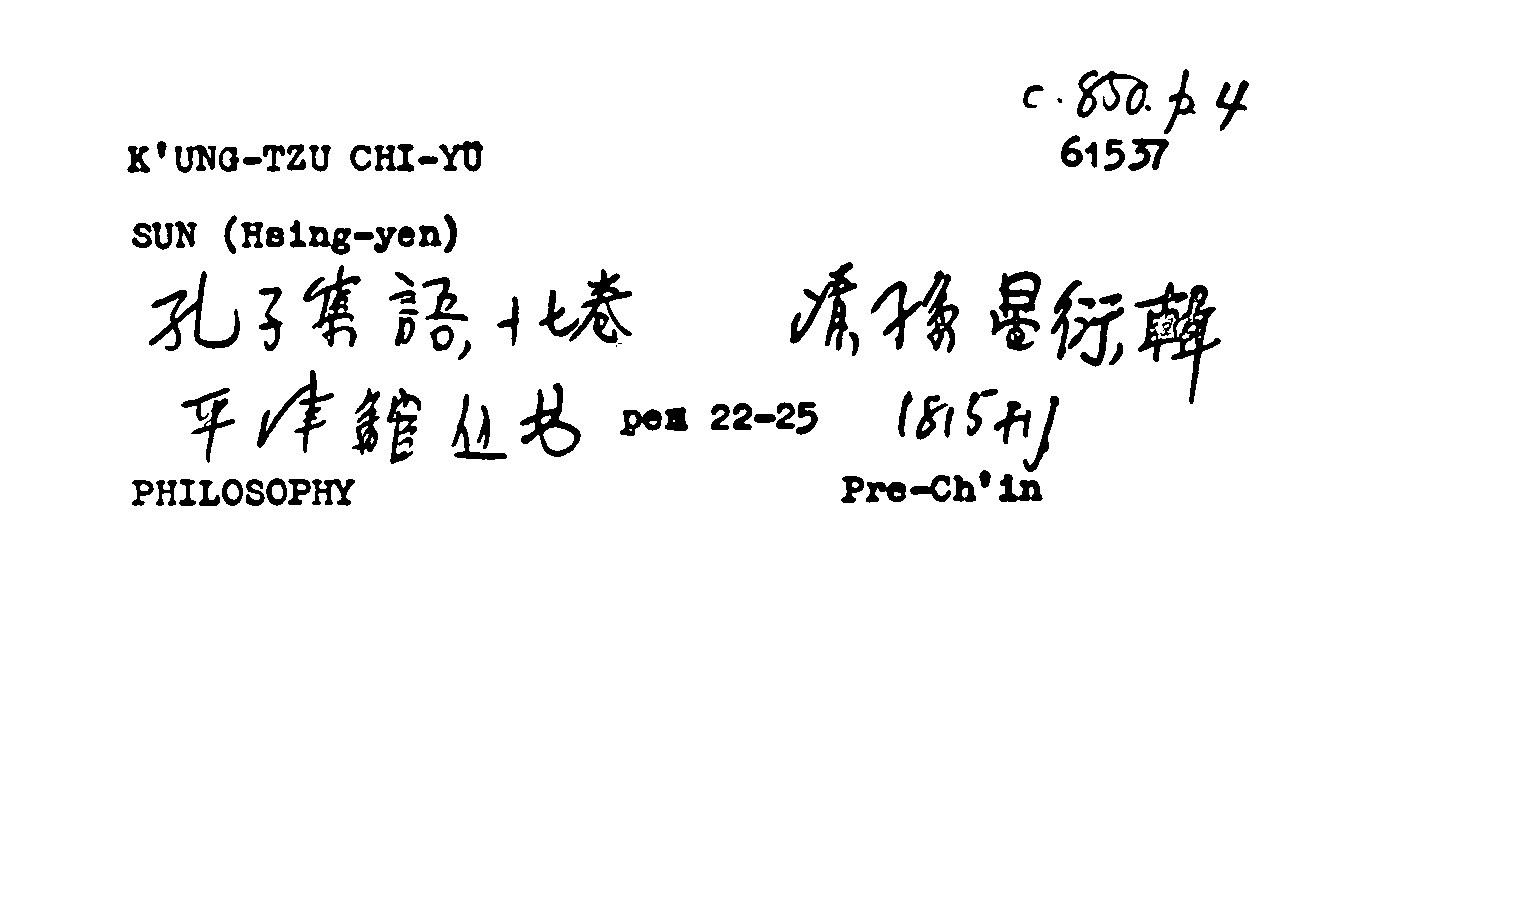 c. 850. p 4
61537
K'UNG-TZU CHI-YÜ
SUN (Hsing-yen)
孔子集語, 十七卷 清 孫星衍, 輯
平津館丛书 pen 22-25 1815刊
PHILOSOPHY Pre-Ch'in